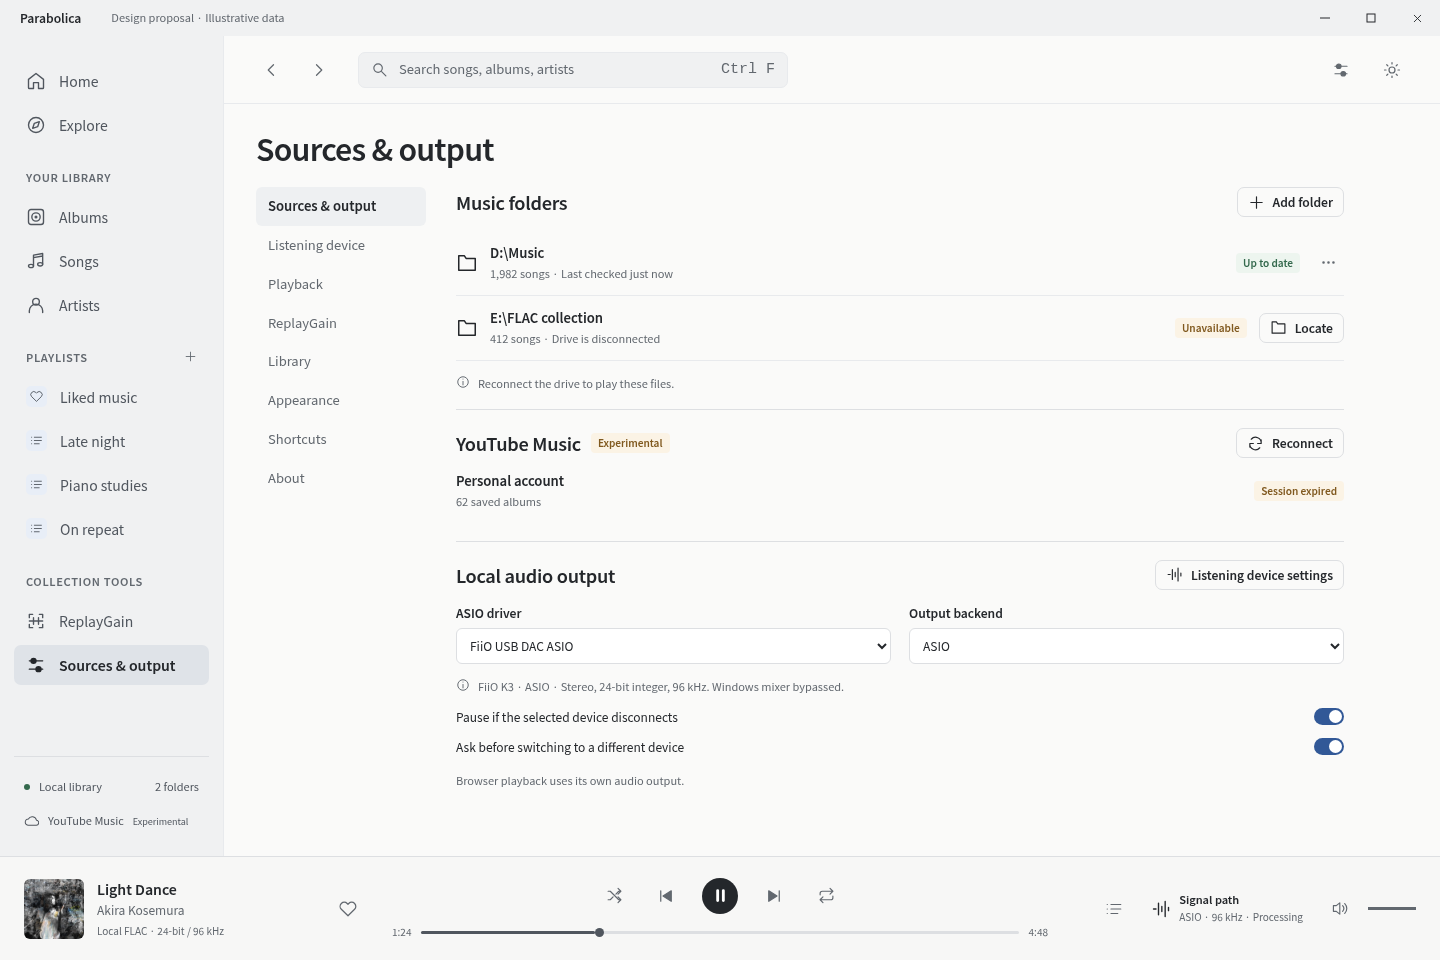 Parabolica
Design proposal · Illustrative data
Home
Explore
YOUR LIBRARY
Albums
Songs
Artists
PLAYLISTS
Liked music
Late night
Piano studies
On repeat
COLLECTION TOOLS
ReplayGain
Sources & output
Local library 2 folders
YouTube Music Experimental
Search songs, albums, artists Ctrl F
Sources & output
Sources & output
Listening device
Playback
ReplayGain
Library
Appearance
Shortcuts
About
Music folders
Add folder
D:\Music
1,982 songs · Last checked just now
Up to date
E:\FLAC collection
412 songs · Drive is disconnected
Unavailable
Locate
Reconnect the drive to play these files.
YouTube Music Experimental
Reconnect
Personal account
62 saved albums
Session expired
Local audio output
Listening device settings
ASIO driver
FiiO USB DAC ASIO
Output backend
ASIO
FiiO K3 · ASIO · Stereo, 24-bit integer, 96 kHz. Windows mixer bypassed.
Pause if the selected device disconnects
Ask before switching to a different device
Browser playback uses its own audio output.
Light Dance
Akira Kosemura
Local FLAC · 24-bit / 96 kHz
1:24
4:48
Signal path
ASIO · 96 kHz · Processing